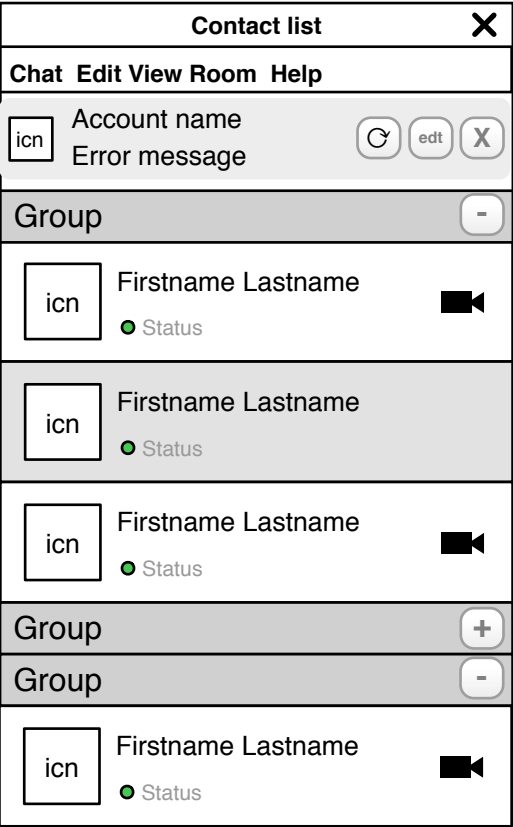 Contact list
Chat Edit View Room Help
icn
Account name
Error message
edt
X
Group
-
icn
Firstname Lastname
Status
icn
Firstname Lastname
Status
icn
Firstname Lastname
Status
Group
+
Group
-
icn
Firstname Lastname
Status